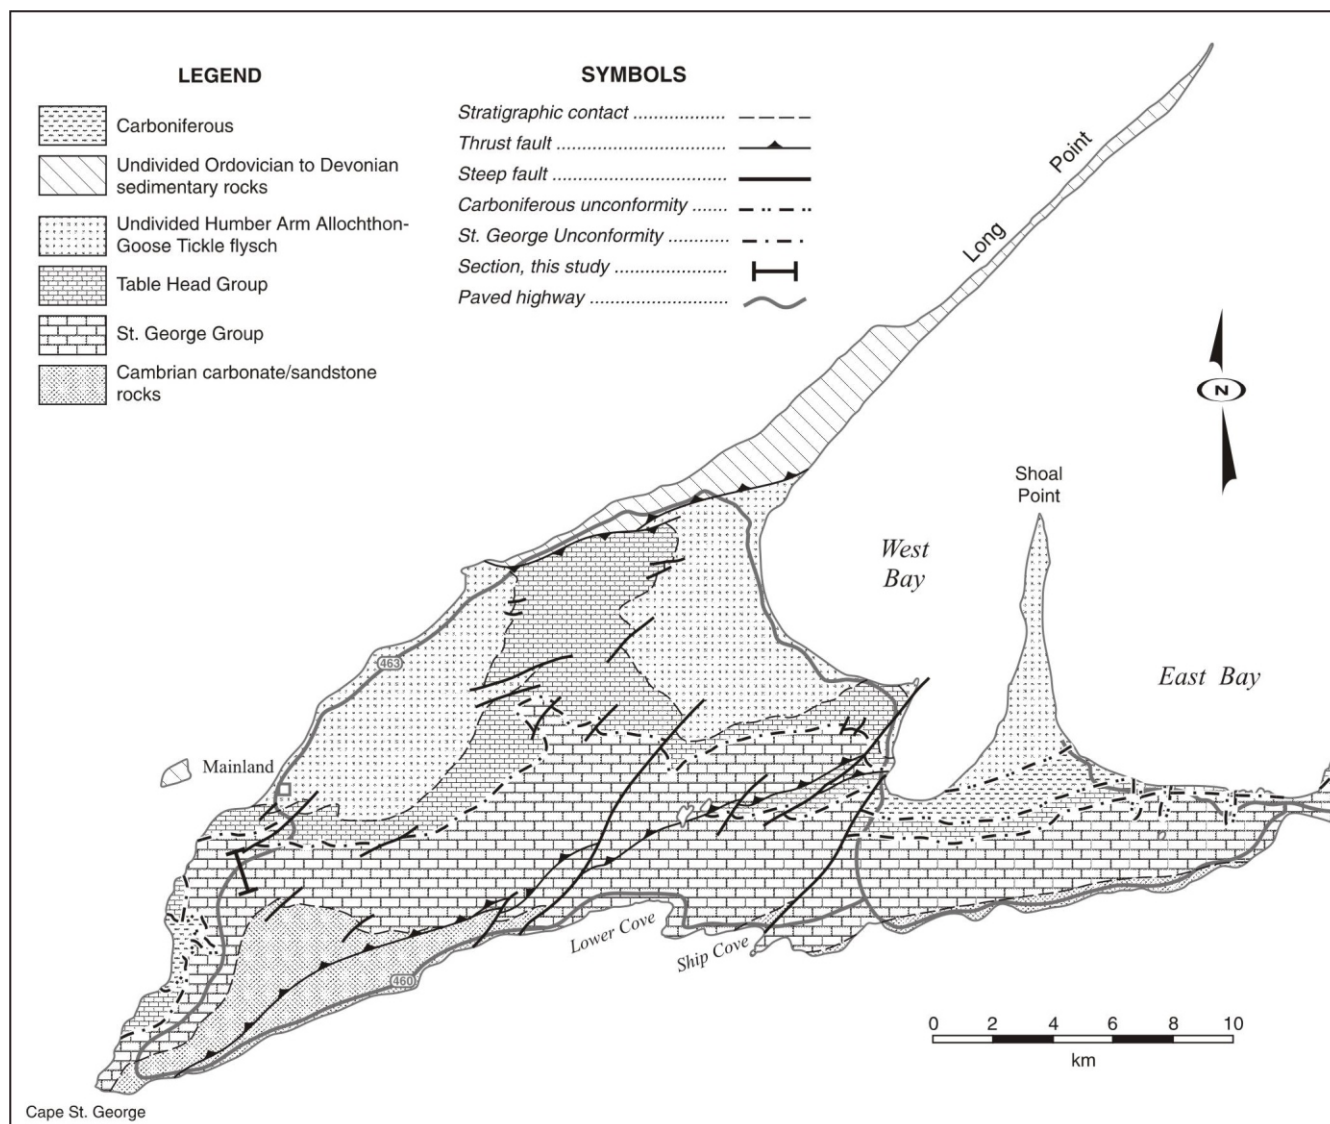 LEGEND
Carboniferous
Undivided Ordovician to Devonian
sedimentary rocks
Undivided Humber Arm Allochthon-
Goose Tickle flysch
Table Head Group
St. George Group
Cambrian carbonate/sandstone
rocks
SYMBOLS
Stratigraphic contact ..................
Thrust fault ..........................
Steep fault ...........................
Carboniferous unconformity .......
St. George Unconformity ............
Section, this study ......................
Paved highway ...........................
Long Point
N
Shoal
Point
West
Bay
East Bay
463
Mainland
Lower Cove
Ship Cove
460
0 2 4 6 8 10
km
Cape St. George